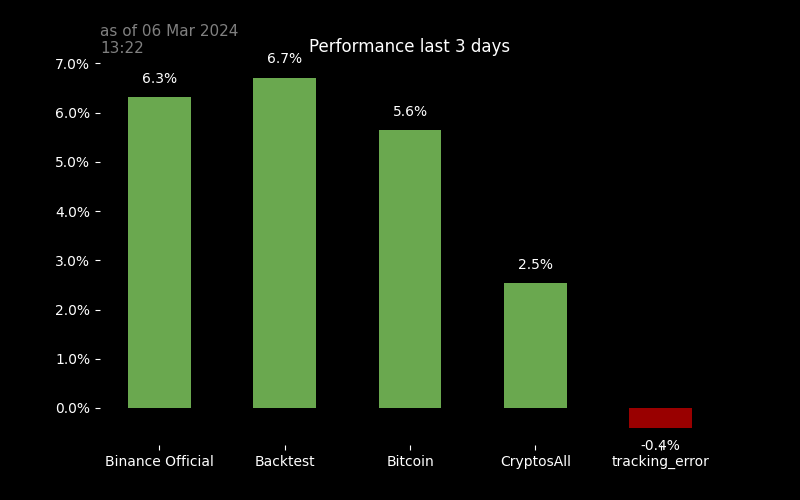 as of 06 Mar 2024
13:22
Performance last 3 days
7.0%
6.0%
5.0%
4.0%
3.0%
2.0%
1.0%
0.0%
6.3%
6.7%
5.6%
2.5%
-0.4%
Binance Official
Backtest
Bitcoin
CryptosAll
tracking_error